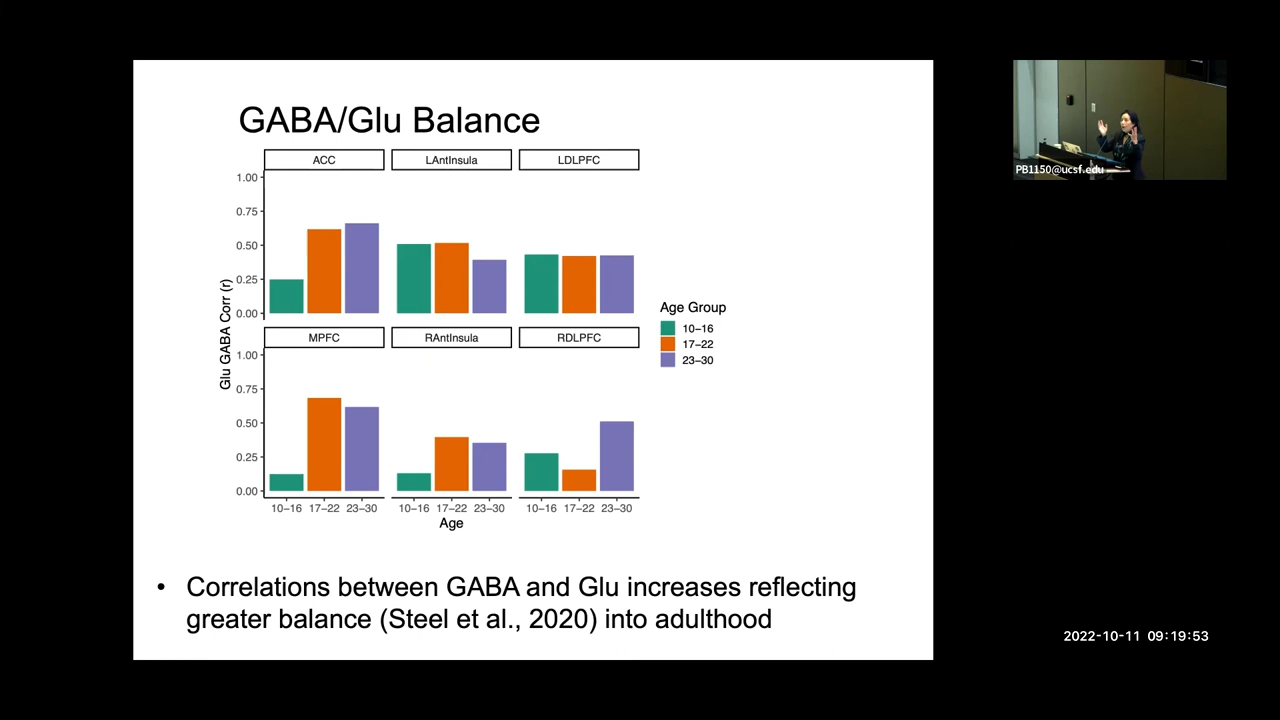 GABA/Glu Balance
ACC
LAntInsula
LDLPFC
1.00
0.75
0.50
0.25
0.00
MPFC
RAntInsula
RDLPFC
1.00
0.75
0.50
0.25
0.00
Glu GABA Corr (r)
10–16 17–22 23–30
10–16 17–22 23–30
10–16 17–22 23–30
Age
Age Group
10–16
17–22
23–30
• Correlations between GABA and Glu increases reflecting
greater balance (Steel et al., 2020) into adulthood
PB1150@ucsf.edu
2022-10-11 09:19:53